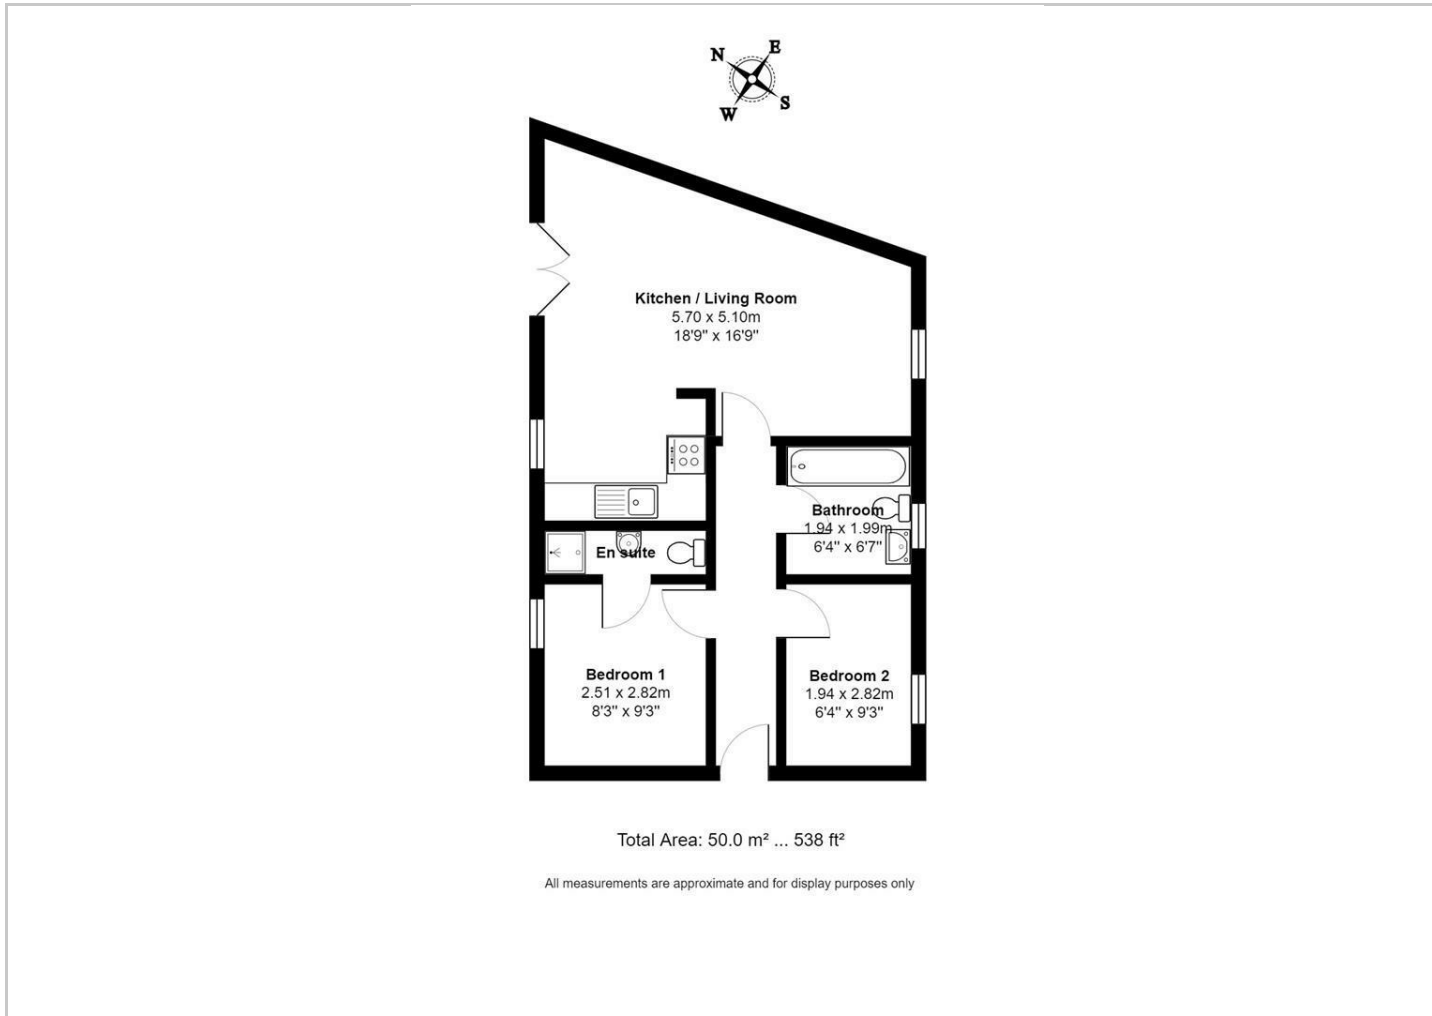 N
E
W
S
Kitchen / Living Room
5.70 x 5.10m
18'9" x 16'9"
Bathroom
1.94 x 1.99m
6'4" x 6'7"
En suite
Bedroom 1
2.51 x 2.82m
8'3" x 9'3"
Bedroom 2
1.94 x 2.82m
6'4" x 9'3"
Total Area: 50.0 m² ... 538 ft²
All measurements are approximate and for display purposes only